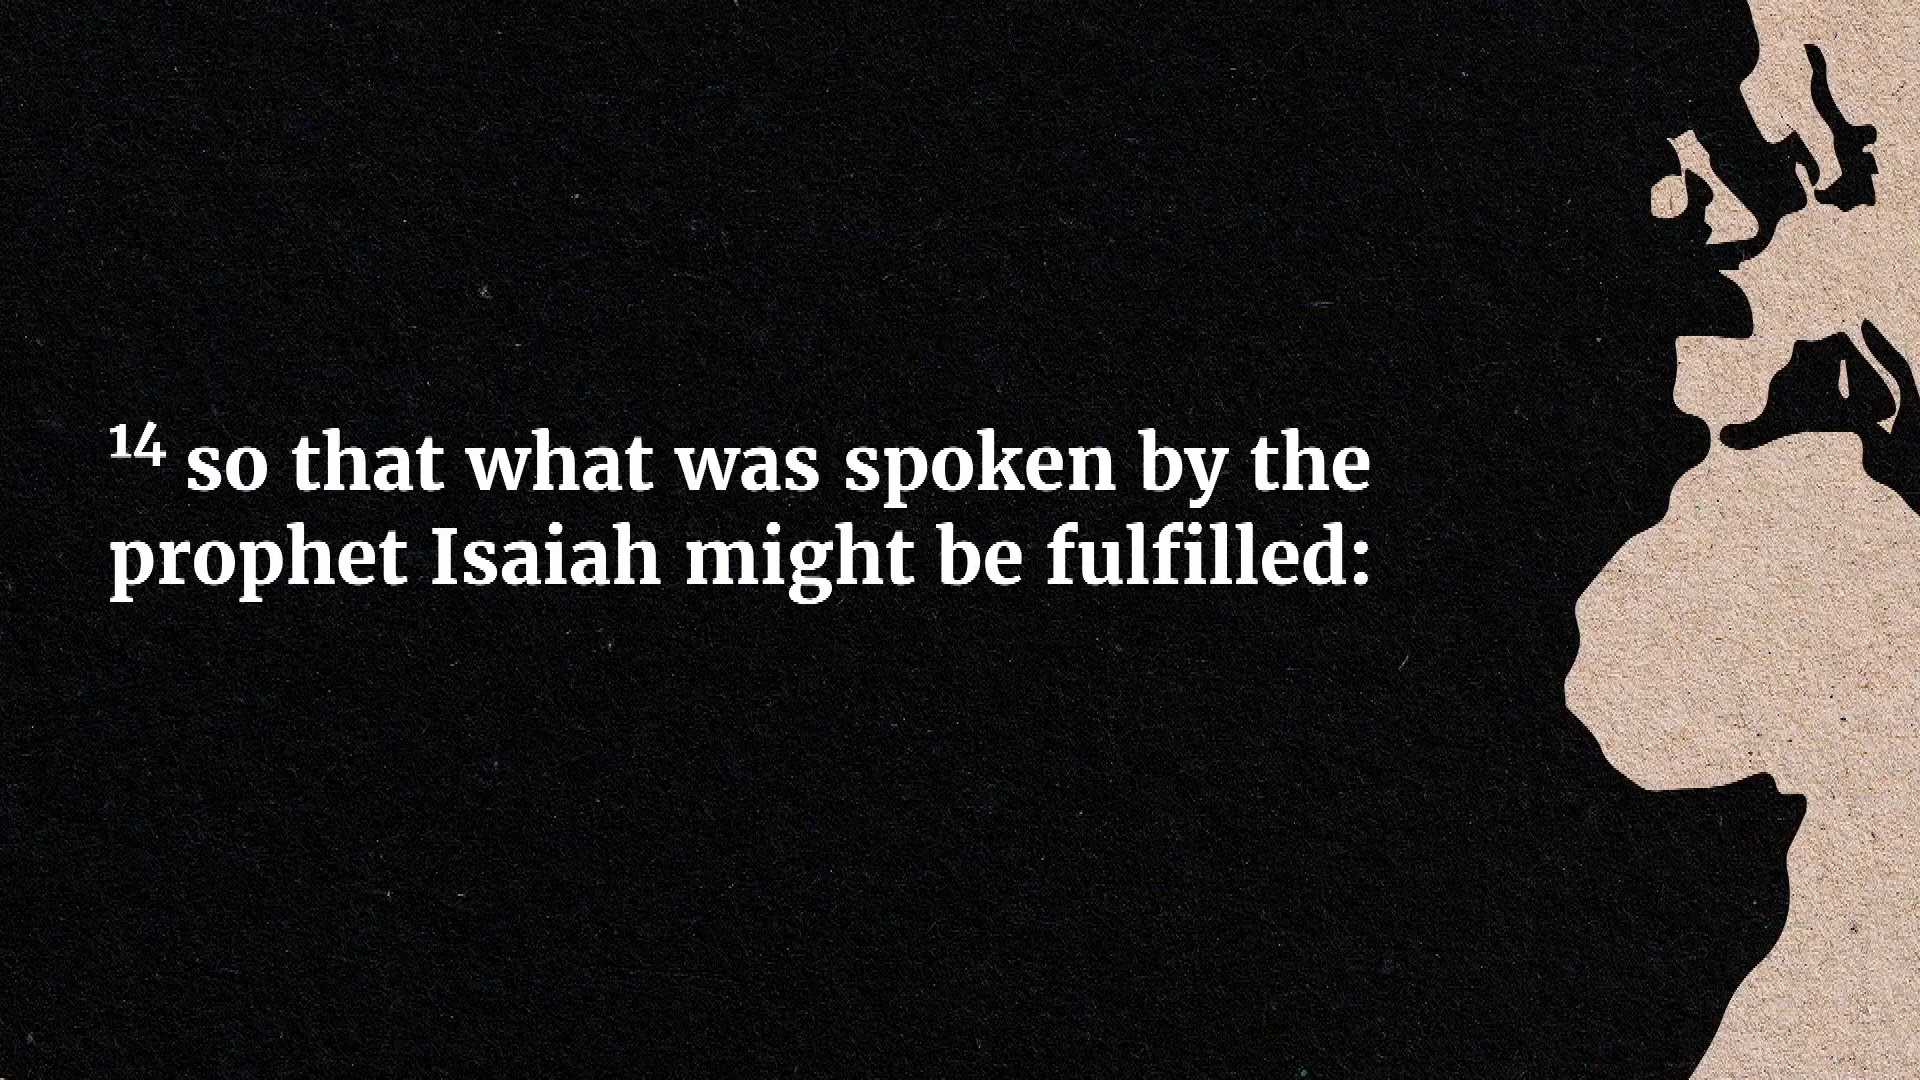 ¹⁴ so that what was spoken by the
prophet Isaiah might be fulfilled: